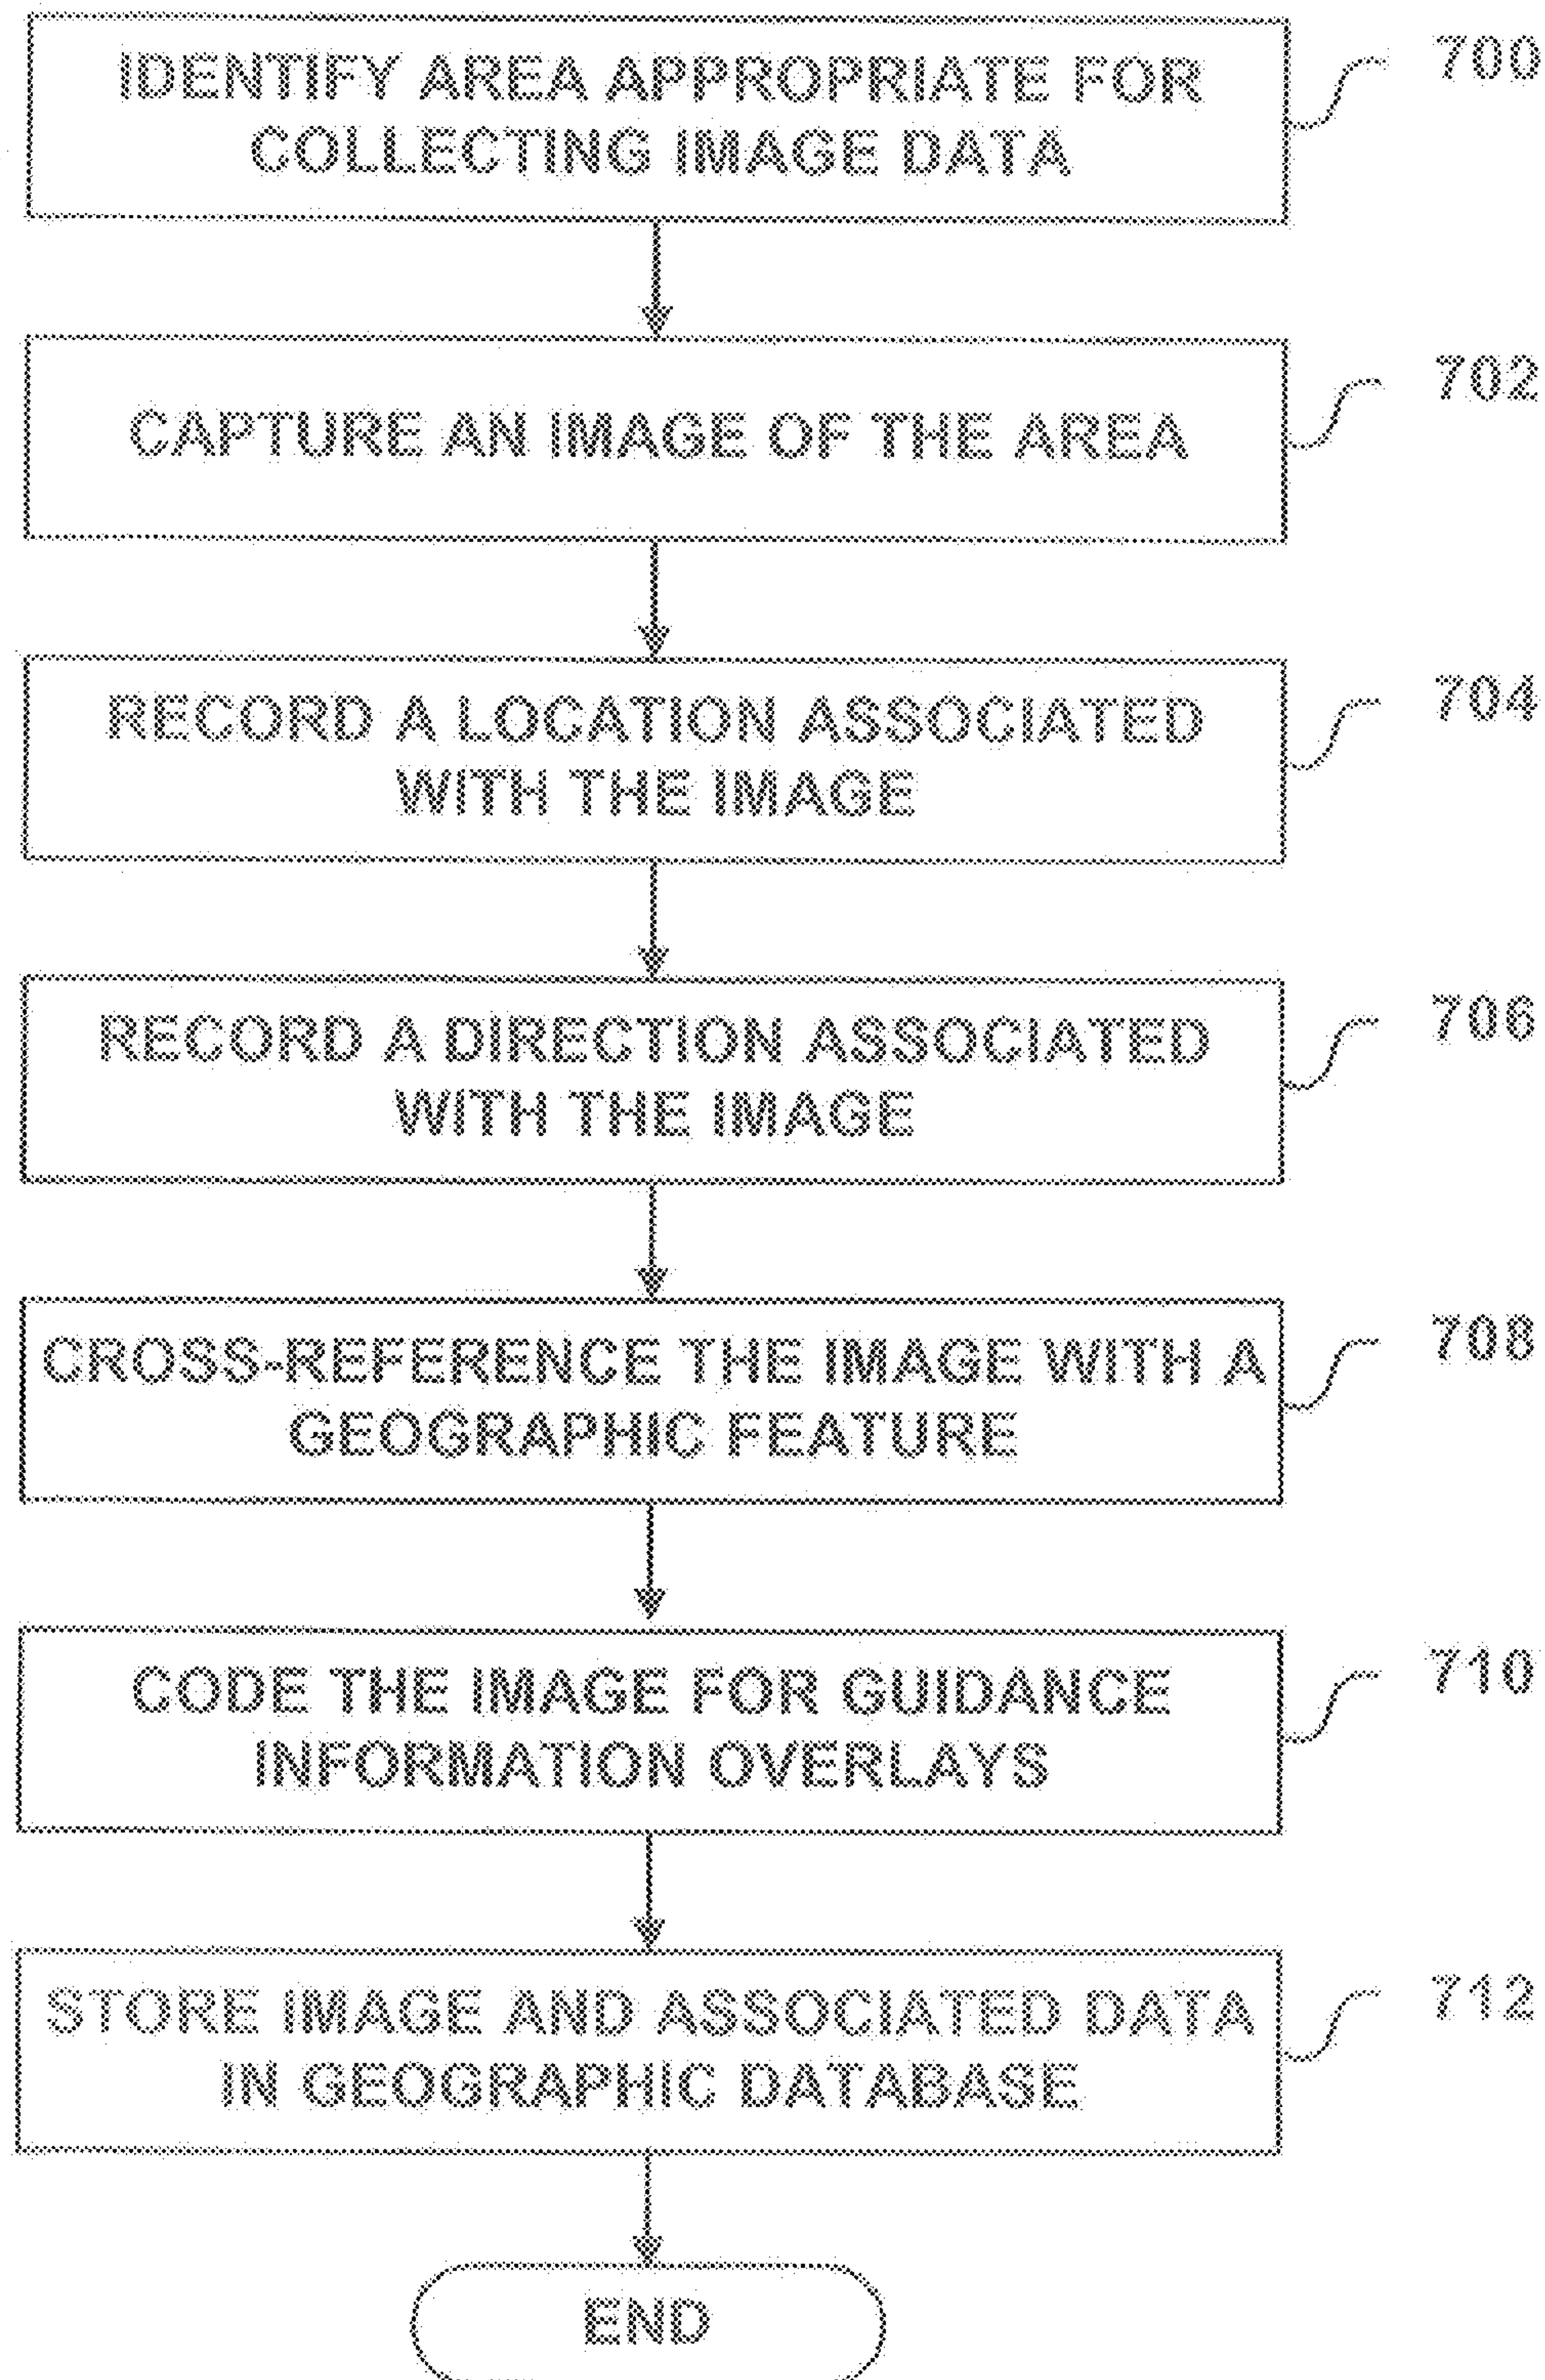 IDENTIFY AREA APPROPRIATE FOR
COLLECTING IMAGE DATA
700
CAPTURE AN IMAGE OF THE AREA
702
RECORD A LOCATION ASSOCIATED
WITH THE IMAGE
704
RECORD A DIRECTION ASSOCIATED
WITH THE IMAGE
706
CROSS-REFERENCE THE IMAGE WITH A
GEOGRAPHIC FEATURE
708
CODE THE IMAGE FOR GUIDANCE
INFORMATION OVERLAYS
710
STORE IMAGE AND ASSOCIATED DATA
IN GEOGRAPHIC DATABASE
712
END